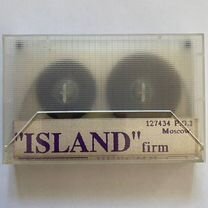 127434 P.O.1
Moscow
"ISLAND" firm